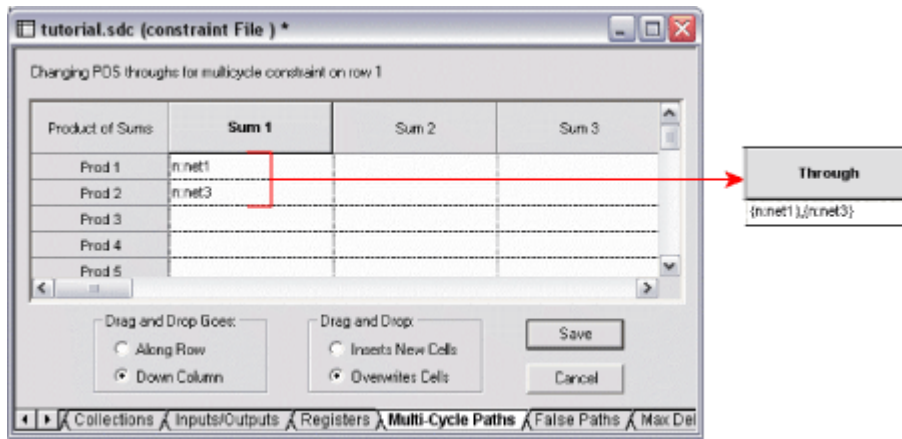 tutorial.sdc (constraint File ) *
Changing POS throughs for multicycle constraint on row 1
Product of Sums Sum 1 Sum 2 Sum 3
Prod 1 n:net1
Prod 2 n:net3
Prod 3
Prod 4
Prod 5
Through
{n:net1},{n:net3}
Drag and Drop Goes: Drag and Drop:
Along Row Inserts New Cells Save
Down Column Overwrites Cells Cancel
Collections Inputs/Outputs Registers Multi-Cycle Paths False Paths Max Del